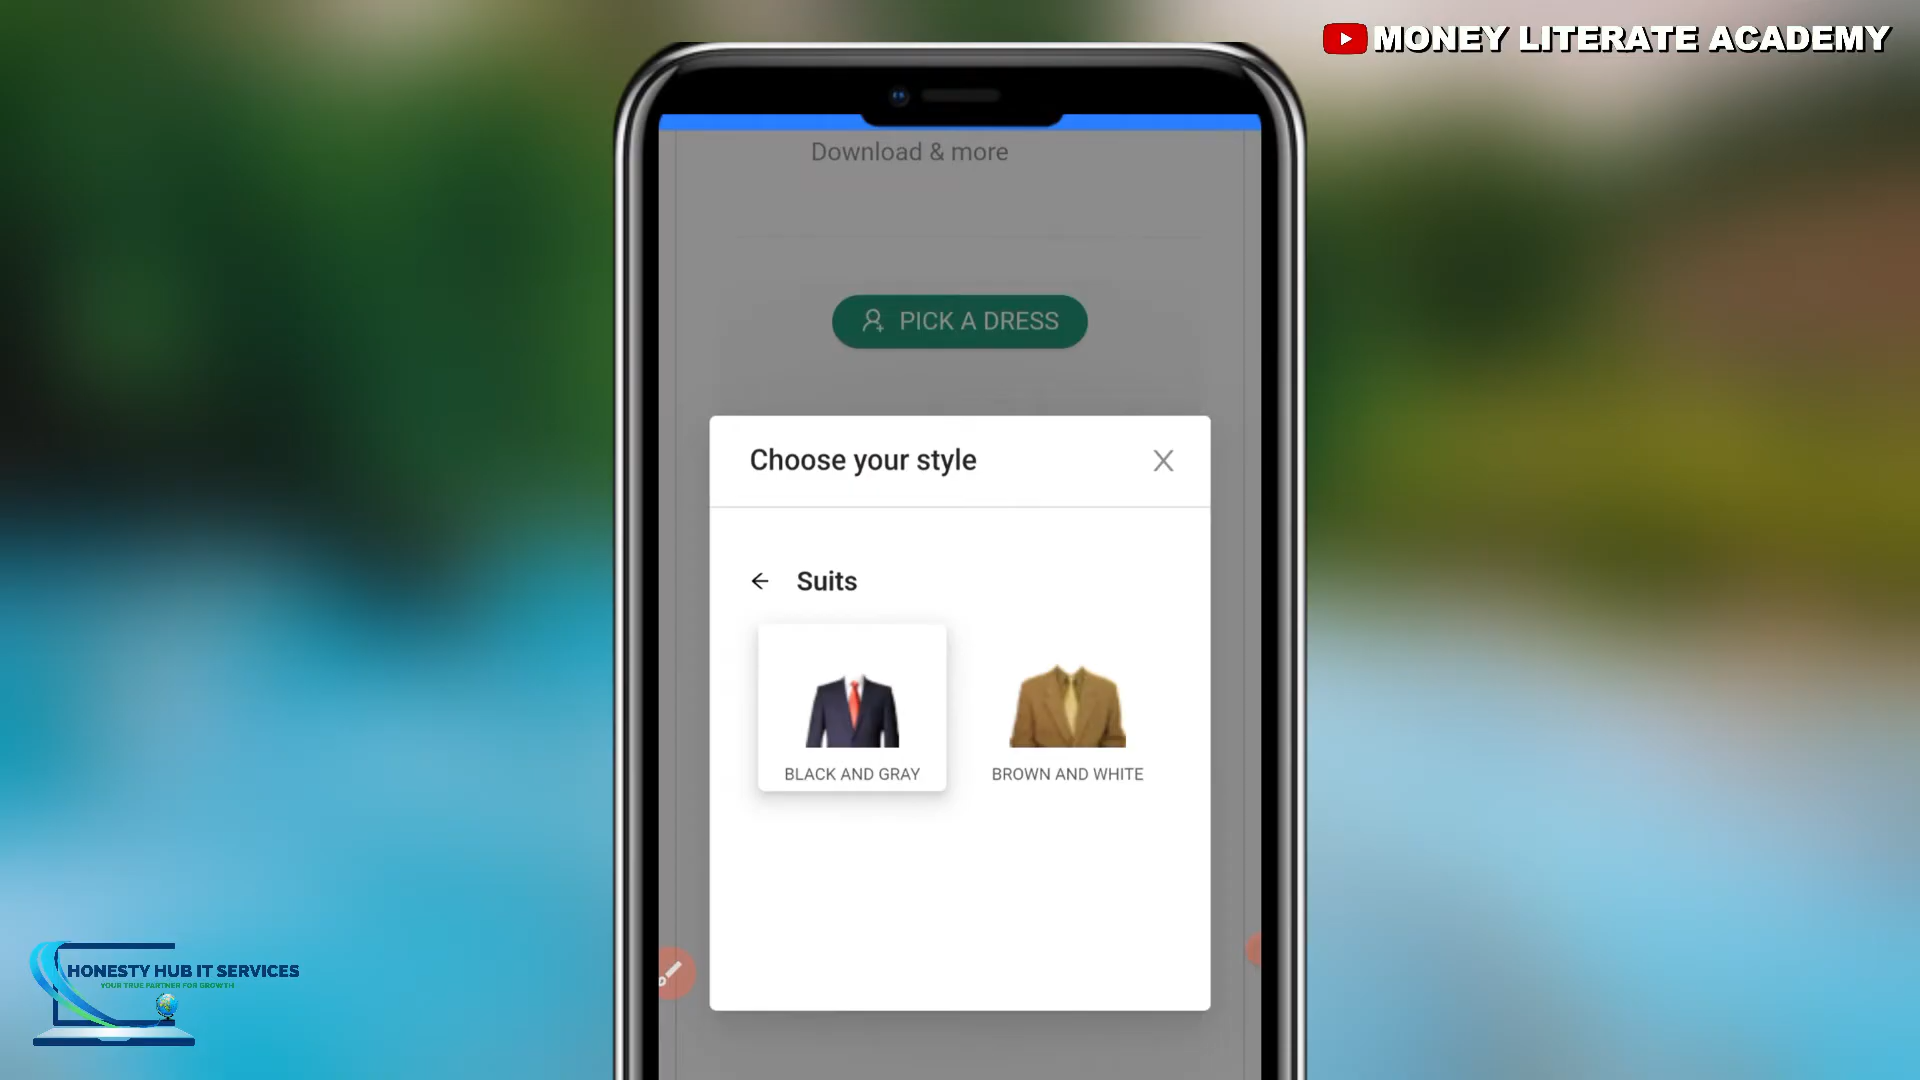 MONEY LITERATE ACADEMY
Download & more
PICK A DRESS
Choose your style
Suits
BLACK AND GRAY
BROWN AND WHITE
HONESTY HUB IT SERVICES
YOUR TRUE PARTNER FOR GROWTH